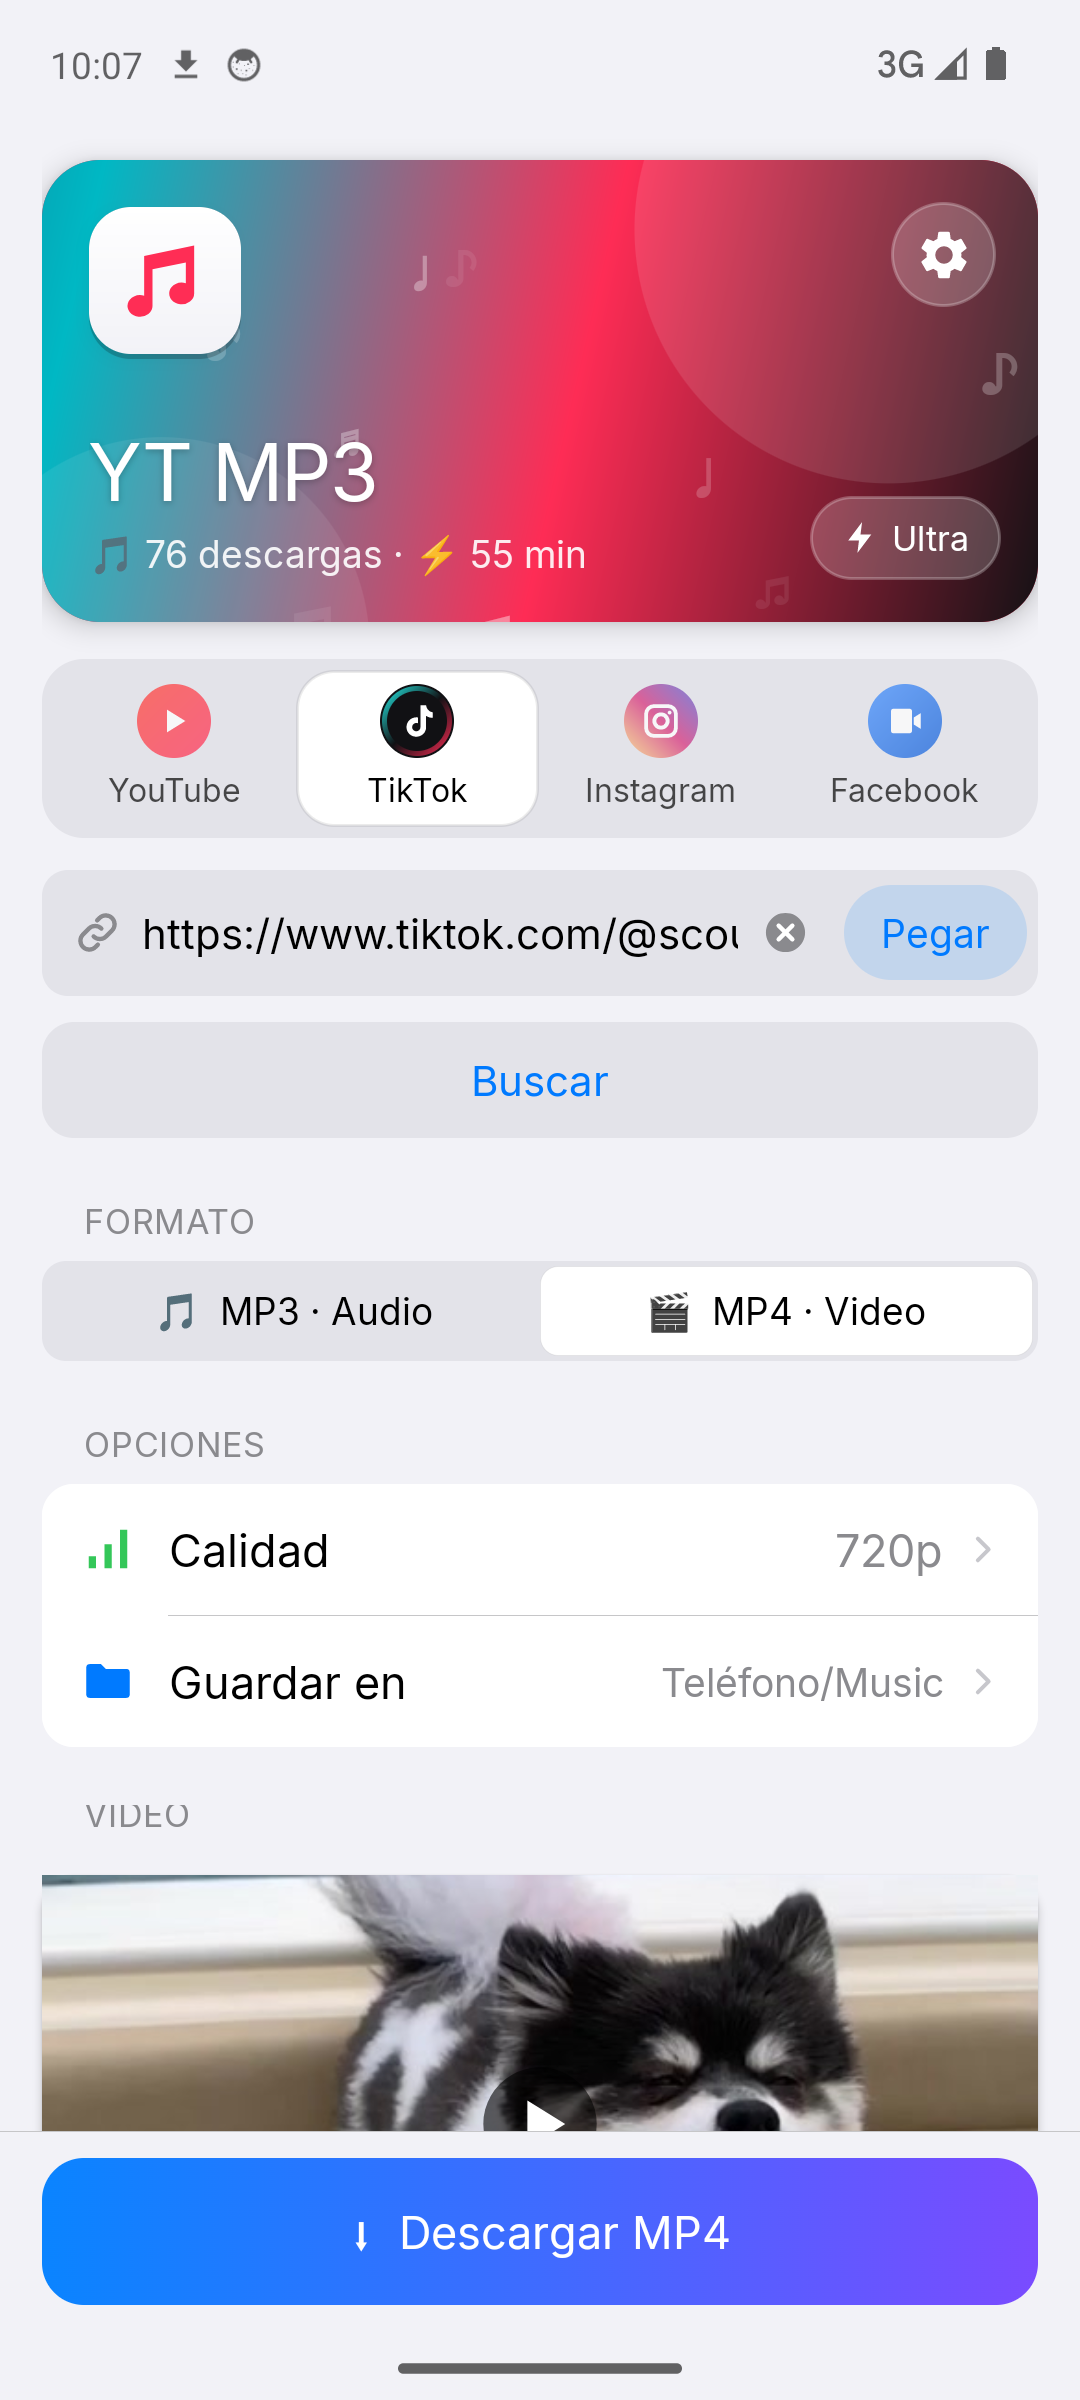 10:07
3G
YT MP3
76 descargas · ⚡ 55 min
Ultra
YouTube
TikTok
Instagram
Facebook
https://www.tiktok.com/@scou
Pegar
Buscar
FORMATO
MP3 · Audio
MP4 · Video
OPCIONES
Calidad
720p
Guardar en
Teléfono/Music
VIDEO
Descargar MP4